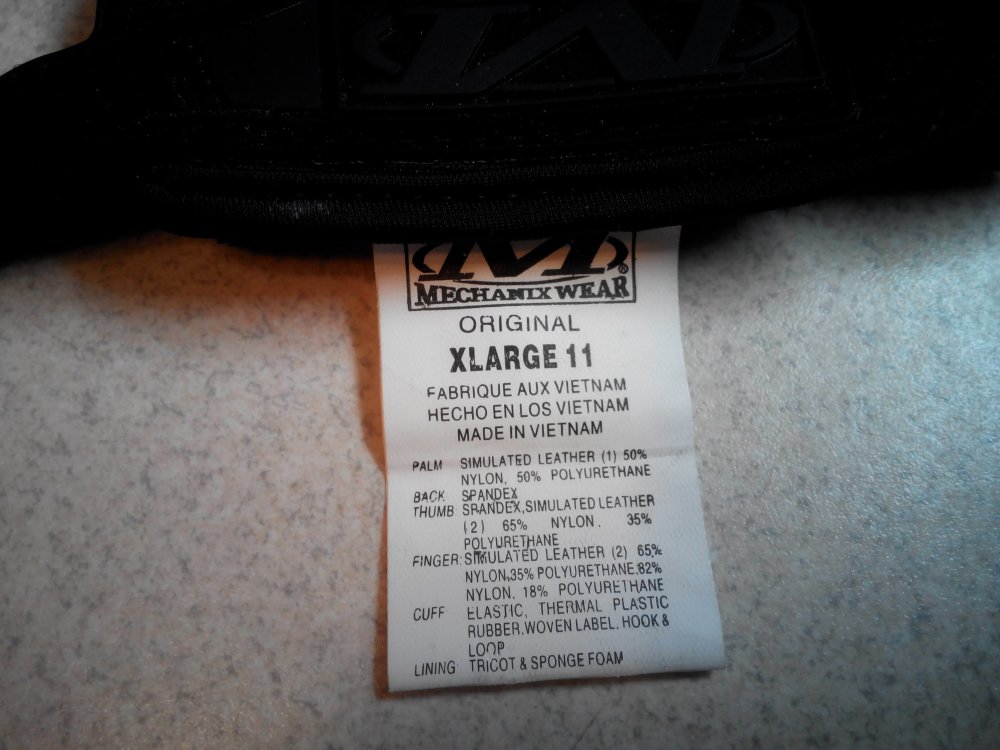 M
M
MECHANIX WEAR®
ORIGINAL
XLARGE 11
FABRIQUE AUX VIETNAM
HECHO EN LOS VIETNAM
MADE IN VIETNAM
PALM SIMULATED LEATHER (1) 50%
NYLON, 50% POLYURETHANE
BACK SPANDEX
THUMB SRANDEX,SIMULATED LEATHER
(2) 65% NYLON. 35%
POLYURETHANE
FINGER:SIMULATED LEATHER (2) 65%
NYLON,35% POLYURETHANE.82%
NYLON, 18% POLYURETHANE
CUFF ELASTIC, THERMAL PLASTIC
RUBBER,WOVEN LABEL, HOOK &
LOOP
LINING TRICOT & SPONGE FOAM